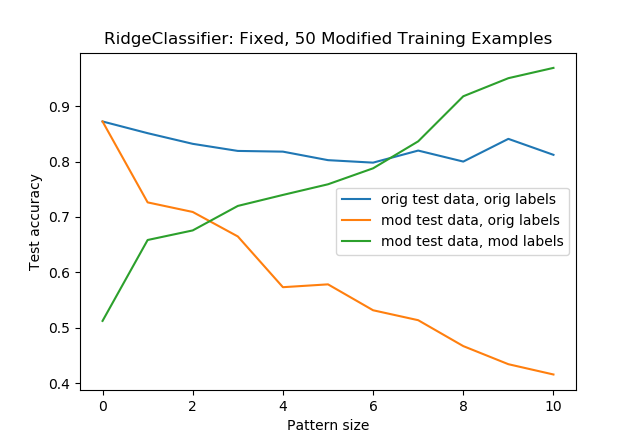 RidgeClassifier: Fixed, 50 Modified Training Examples
Test accuracy
0.9
0.8
0.7
0.6
0.5
0.4
orig test data, orig labels
mod test data, orig labels
mod test data, mod labels
0 2 4 6 8 10
Pattern size